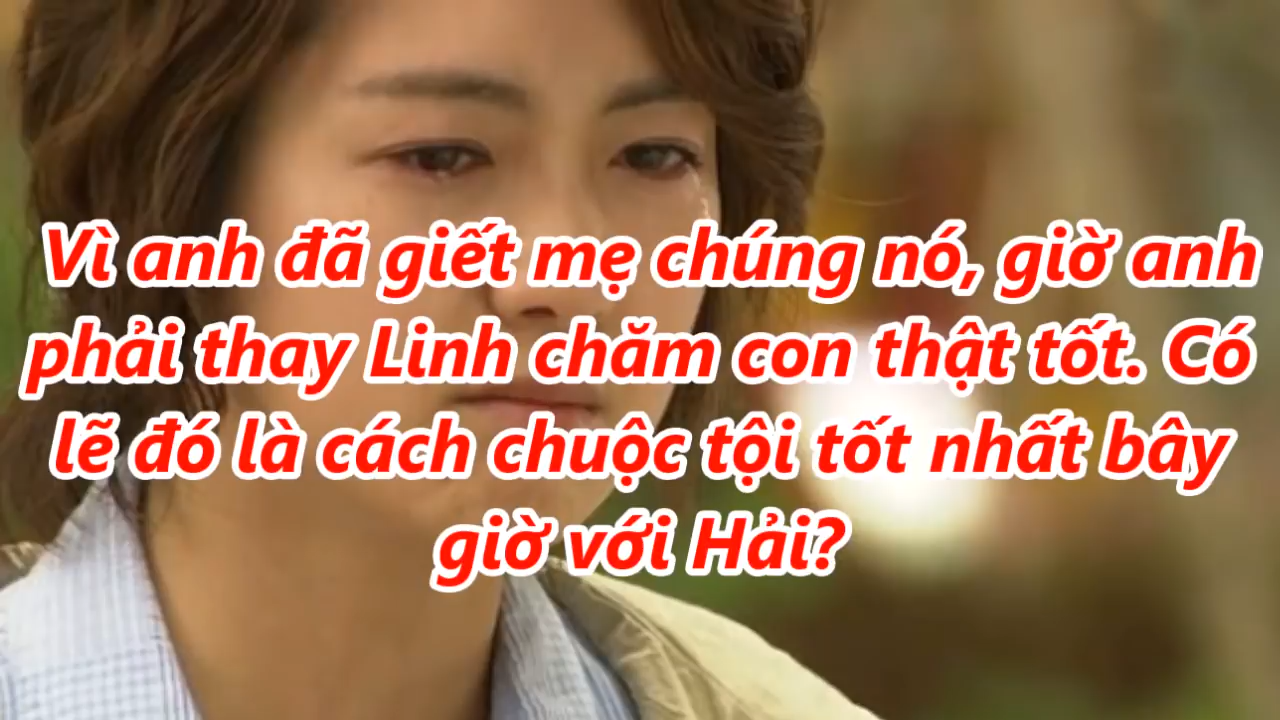 Vì anh đã giết mẹ chúng nó, giờ anh
phải thay Linh chăm con thật tốt. Có
lẽ đó là cách chuộc tội tốt nhất bây
giờ với Hải?